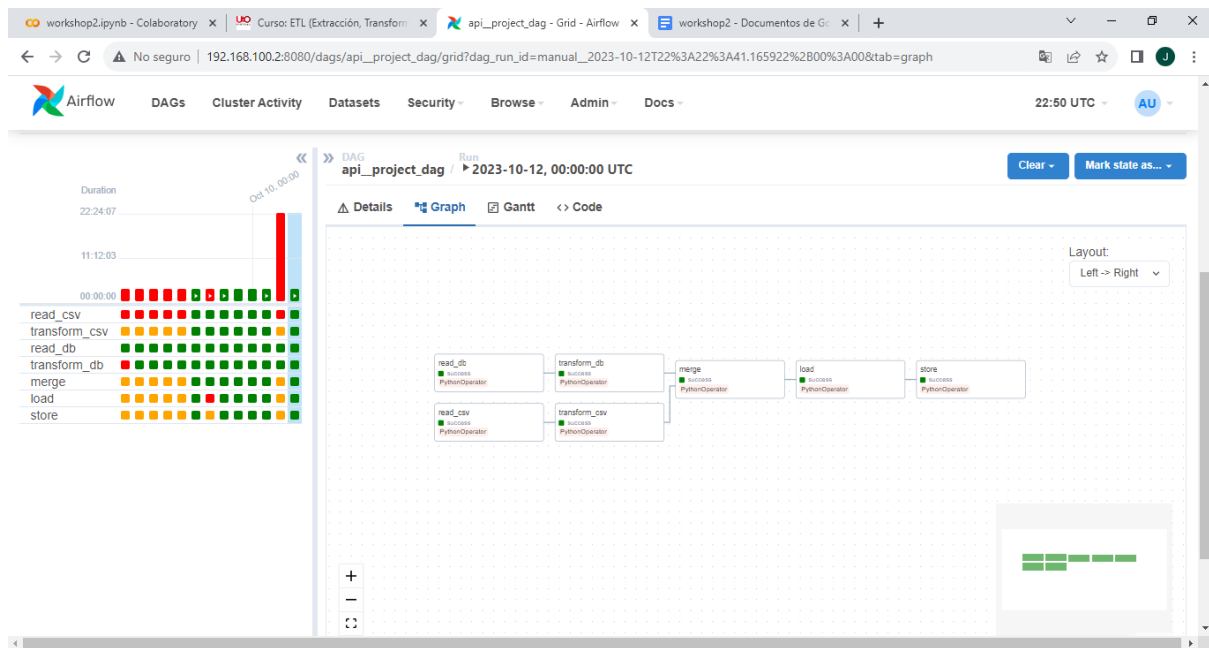 workshop2.ipynb - Colaboratory
Curso: ETL (Extracción, Transform
api__project_dag - Grid - Airflow
workshop2 - Documentos de Go
No seguro
192.168.100.2:8080/dags/api__project_dag/grid?dag_run_id=manual__2023-10-12T22%3A22%3A41.165922%2B00%3A00&tab=graph
J
Airflow
DAGs
Cluster Activity
Datasets
Security
Browse
Admin
Docs
22:50 UTC
AU
DAG
api__project_dag /
Run
2023-10-12, 00:00:00 UTC
Clear
Mark state as...
Details
Graph
Gantt
Code
Duration
Oct 10, 00:00
22:24:07
11:12:03
00:00:00
read_csv
transform_csv
read_db
transform_db
merge
load
store
Layout:
Left -> Right
read_db
success
PythonOperator
transform_db
success
PythonOperator
merge
success
PythonOperator
load
success
PythonOperator
store
success
PythonOperator
read_csv
success
PythonOperator
transform_csv
success
PythonOperator